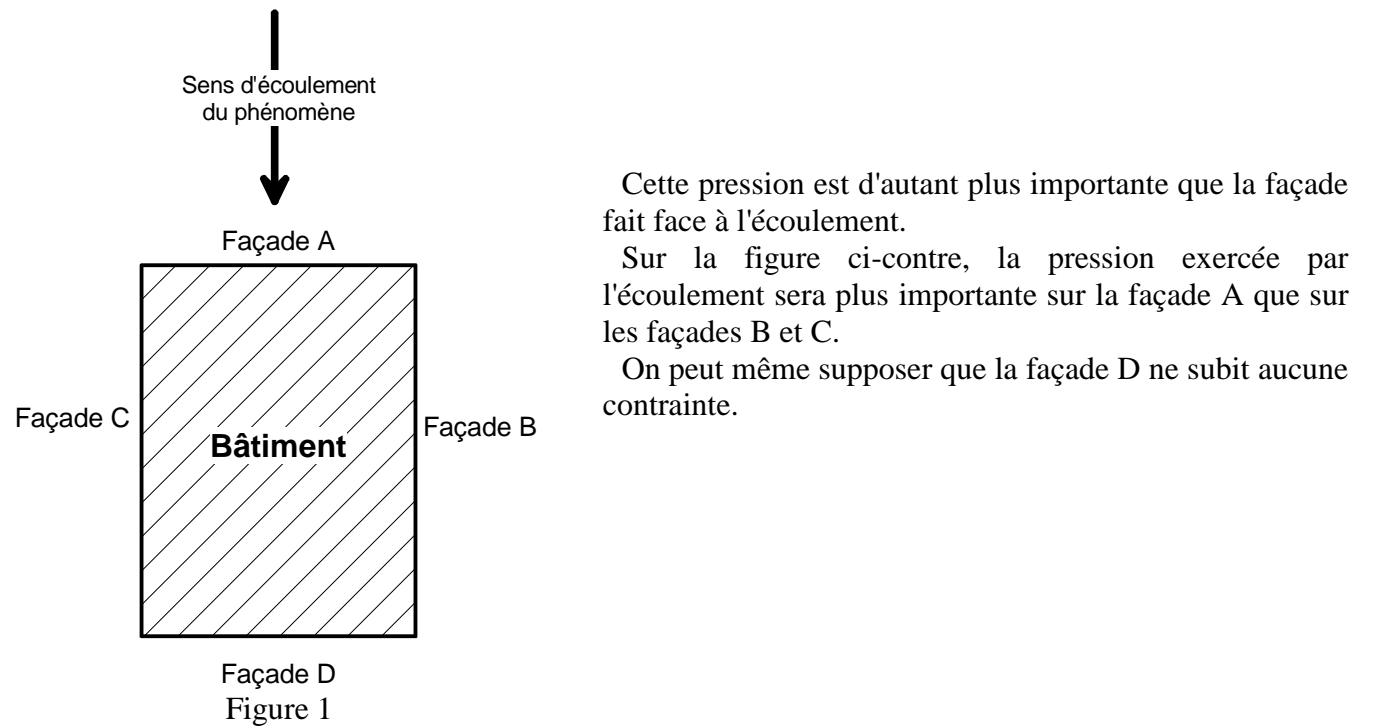 Sens d'écoulement
du phénomène
Façade A
Façade C
Bâtiment
Façade B
Façade D
Figure 1
Cette pression est d'autant plus importante que la façade
fait face à l'écoulement.
Sur la figure ci-contre, la pression exercée par
l'écoulement sera plus importante sur la façade A que sur
les façades B et C.
On peut même supposer que la façade D ne subit aucune
contrainte.